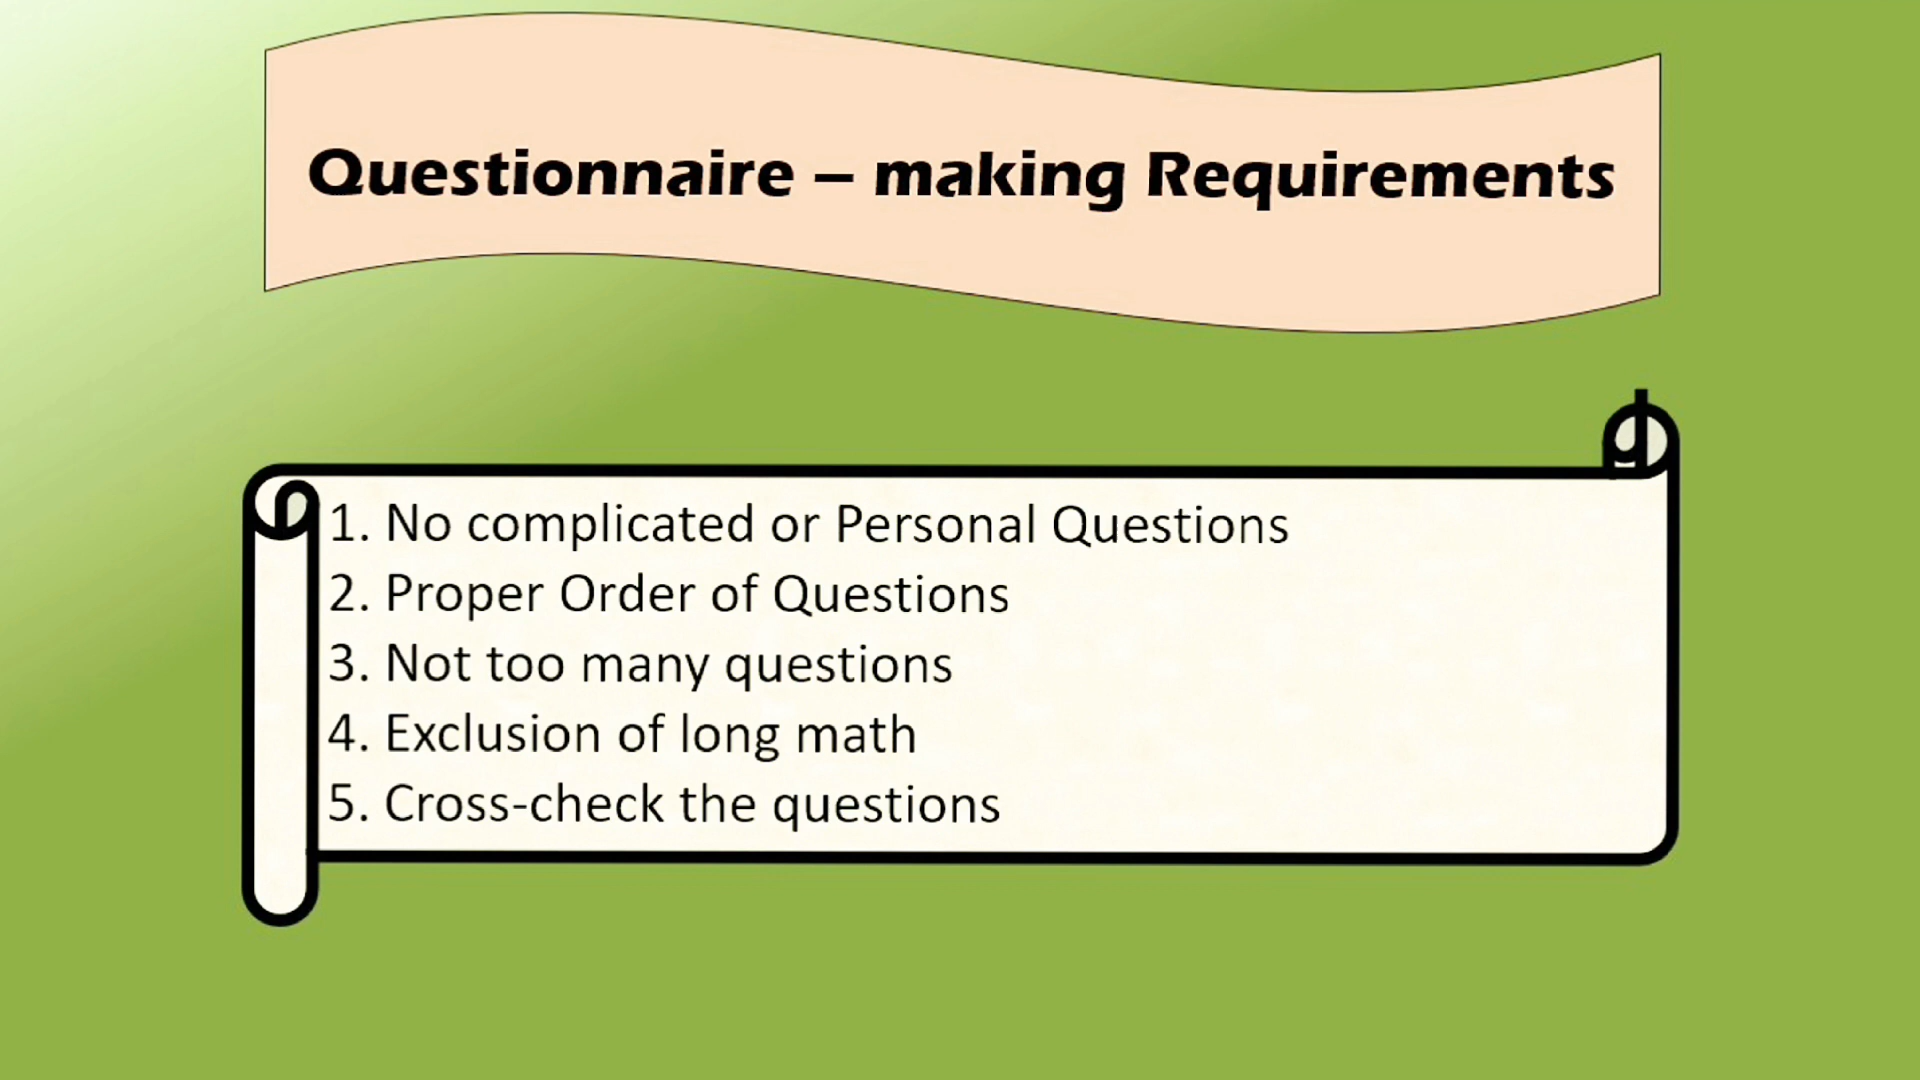 Questionnaire – making Requirements
1. No complicated or Personal Questions
2. Proper Order of Questions
3. Not too many questions
4. Exclusion of long math
5. Cross-check the questions